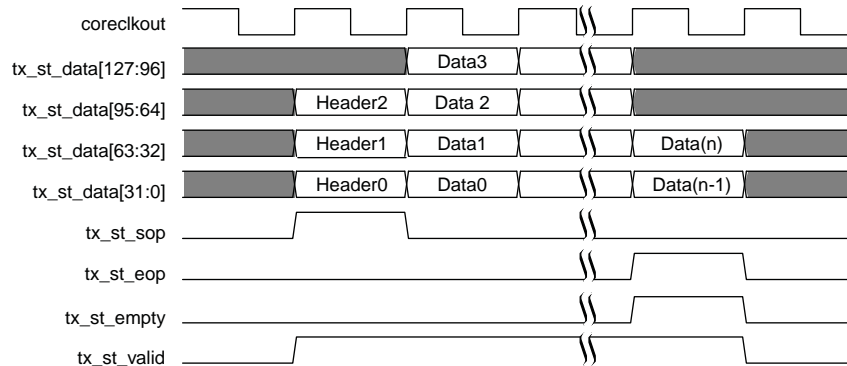 coreclkout
tx_st_data[127:96] Data3
tx_st_data[95:64] Header2 Data 2
tx_st_data[63:32] Header1 Data1 Data(n)
tx_st_data[31:0] Header0 Data0 Data(n-1)
tx_st_sop
tx_st_eop
tx_st_empty
tx_st_valid